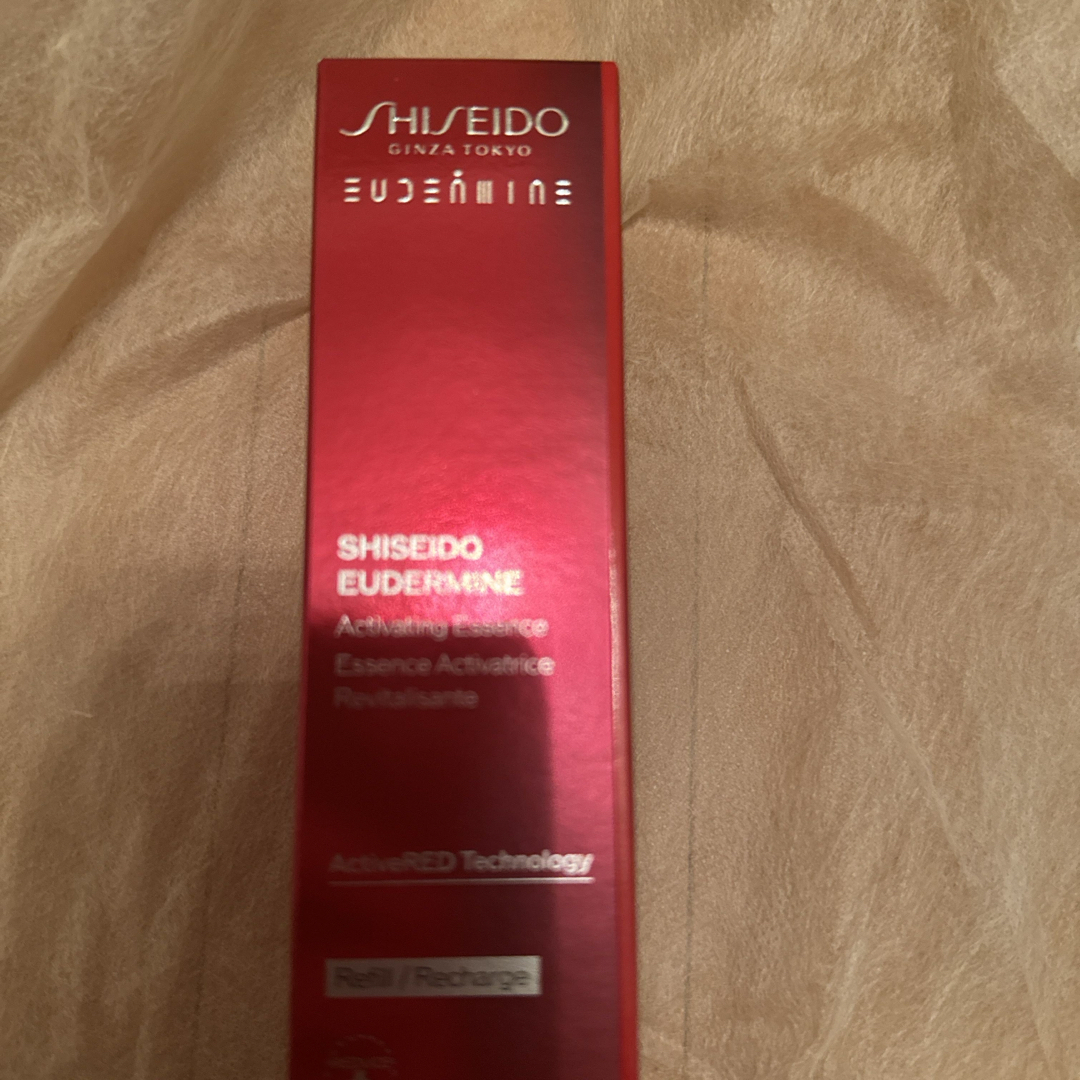 SHISEIDO
GINZA TOKYO
EUDERMINE
SHISEIDO
EUDERMINE
Activating Essence
Essence Activatrice
Revitalisante
ActiveRED Technology
Refill / Recharge